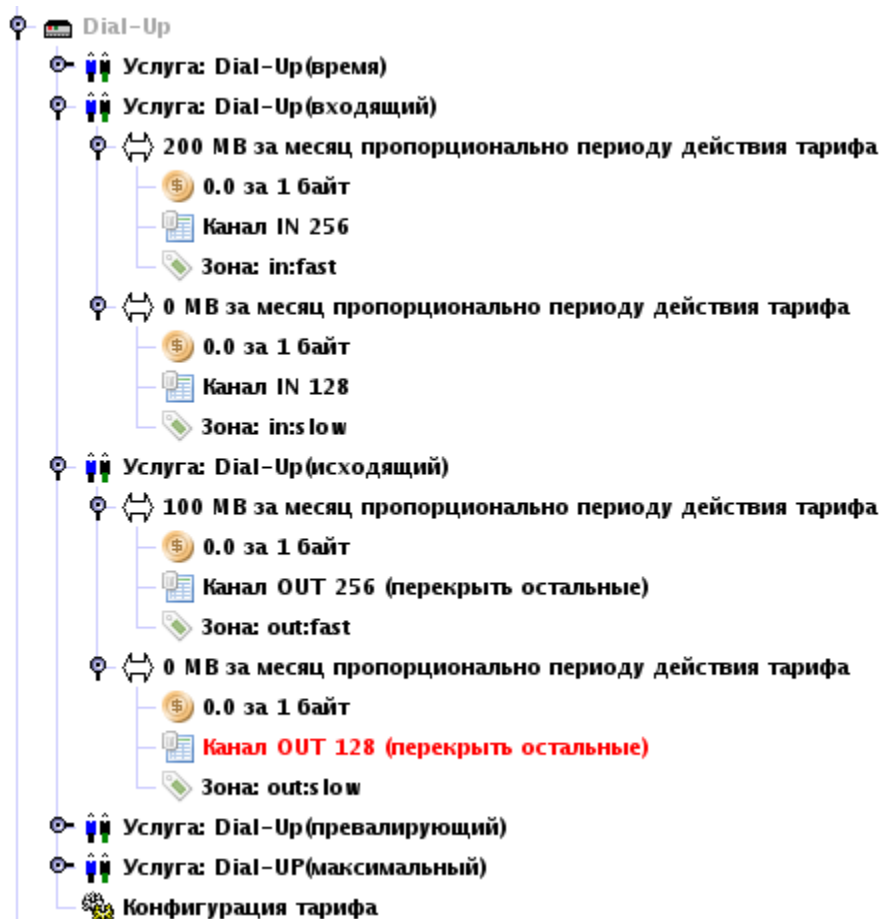 Dial-Up
Услуга: Dial-Up(время)
Услуга: Dial-Up(входящий)
200 MB за месяц пропорционально периоду действия тарифа
0.0 за 1 байт
Канал IN 256
Зона: in:fast
0 MB за месяц пропорционально периоду действия тарифа
0.0 за 1 байт
Канал IN 128
Зона: in:slow
Услуга: Dial-Up(исходящий)
100 MB за месяц пропорционально периоду действия тарифа
0.0 за 1 байт
Канал OUT 256 (перекрыть остальные)
Зона: out:fast
0 MB за месяц пропорционально периоду действия тарифа
0.0 за 1 байт
Канал OUT 128 (перекрыть остальные)
Зона: out:slow
Услуга: Dial-Up(превалирующий)
Услуга: Dial-UP(максимальный)
Конфигурация тарифа